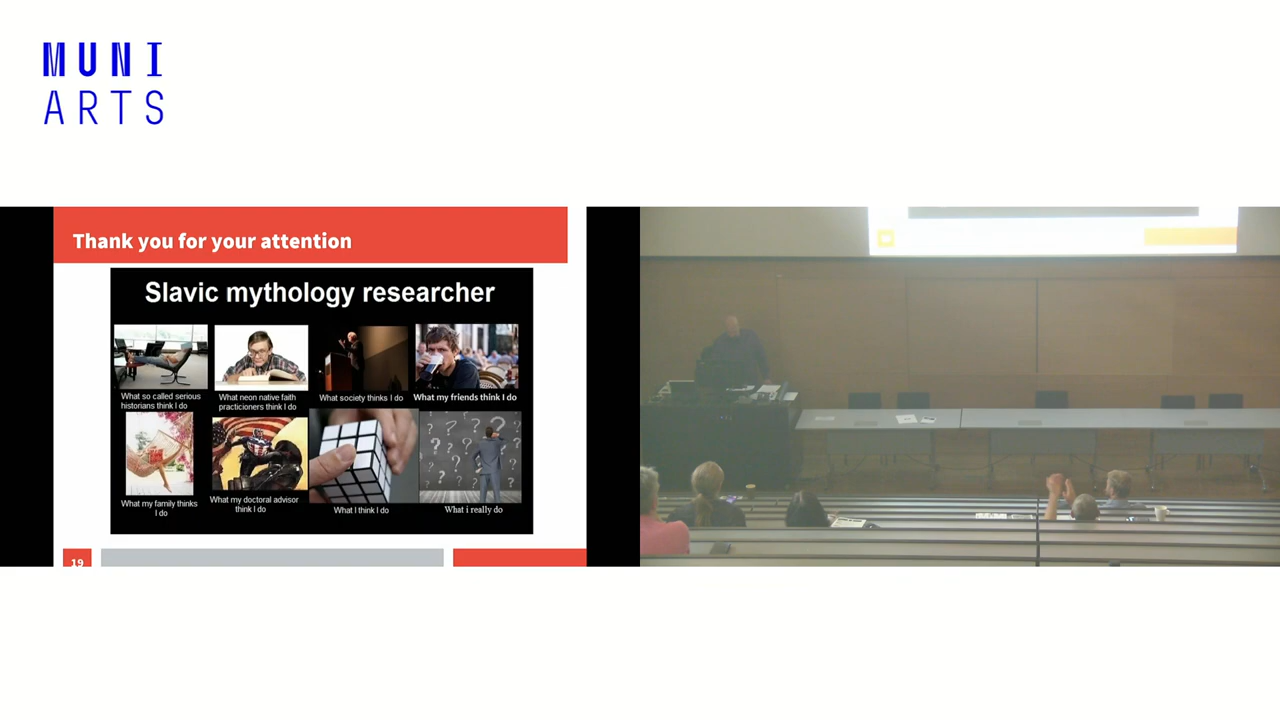 MUNI
ARTS
Thank you for your attention
Slavic mythology researcher
What so called serious
historians think I do
What neon native faith
practicioners think I do
What society thinks I do
What my friends think I do
What my family thinks
I do
What my doctoral advisor
think I do
What I think I do
What i really do
19